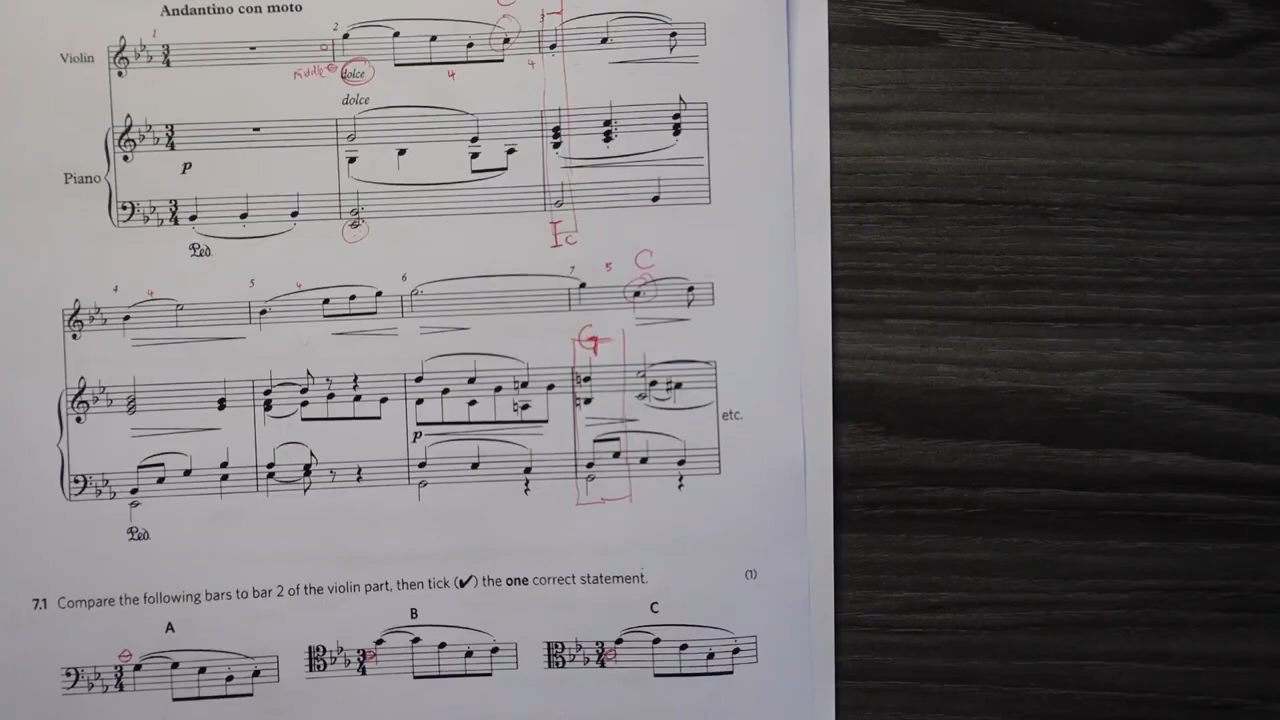 Andantino con moto
1 2 3
Violin
middle dolce 4 4
dolce
Piano p
Ped.
Ic
C
4 4 5 4 6 7 5
G
p etc.
Ped.
7.1 Compare the following bars to bar 2 of the violin part, then tick (✔) the one correct statement. (1)
A B C